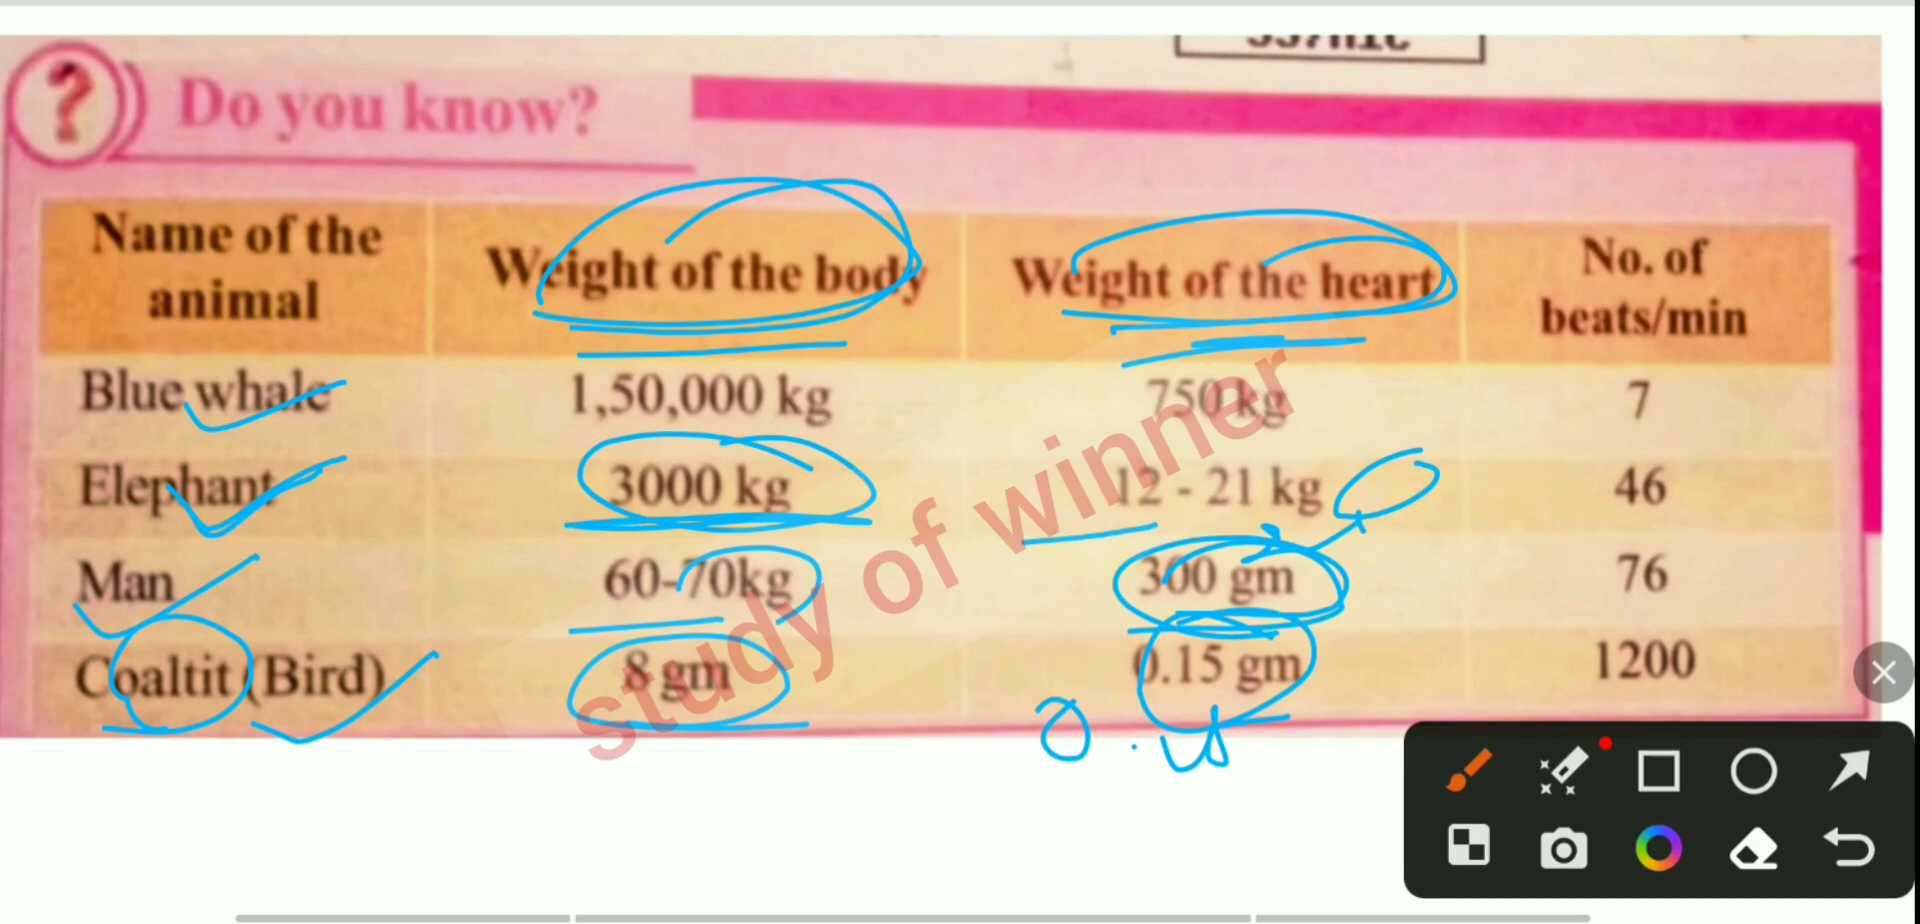 Do you know?
Name of the animal Weight of the body Weight of the heart No. of beats/min
Blue whale 1,50,000 kg 750 kg 7
Elephant 3000 kg 12 - 21 kg 46
Man 60-70kg 300 gm 76
Coaltit (Bird) 8 gm 0.15 gm 1200
study of winner